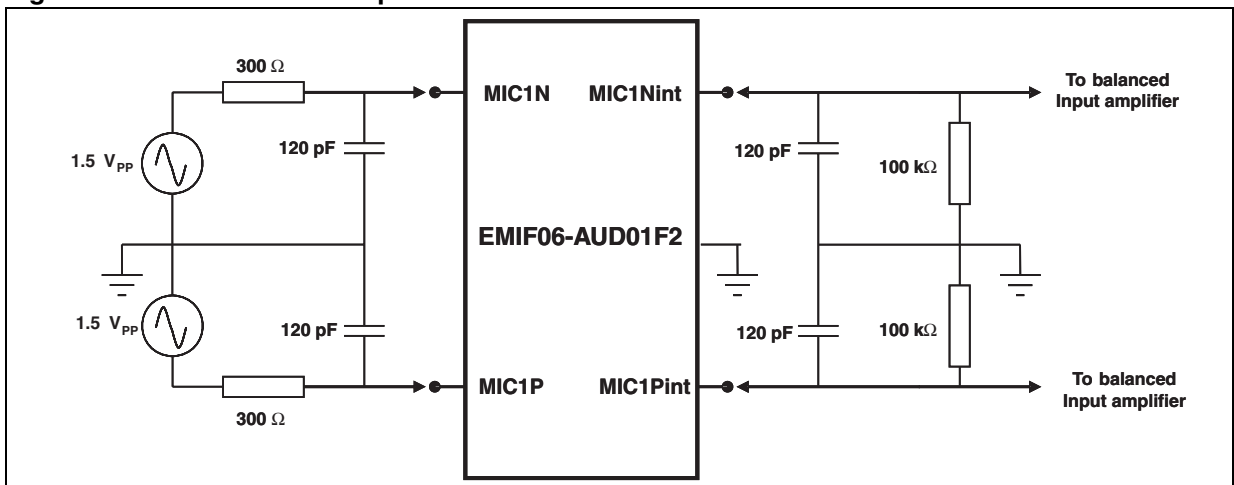 300 Ω
MIC1N
MIC1Nint
To balanced
Input amplifier
120 pF
120 pF
100 kΩ
1.5 VPP
EMIF06-AUD01F2
1.5 VPP
120 pF
120 pF
100 kΩ
MIC1P
MIC1Pint
To balanced
Input amplifier
300 Ω